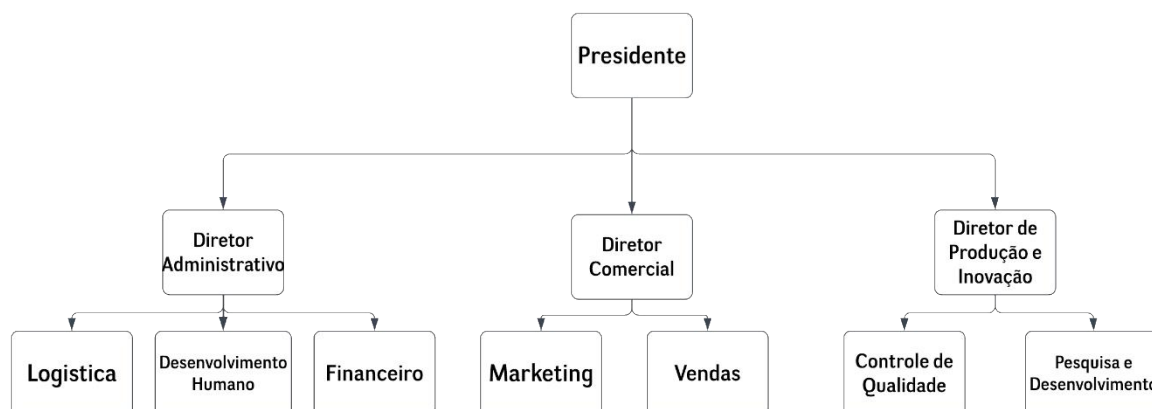 Presidente
Diretor
Administrativo
Diretor
Comercial
Diretor de
Produção e
Inovação
Logistica
Desenvolvimento
Humano
Financeiro
Marketing
Vendas
Controle de
Qualidade
Pesquisa e
Desenvolvimento